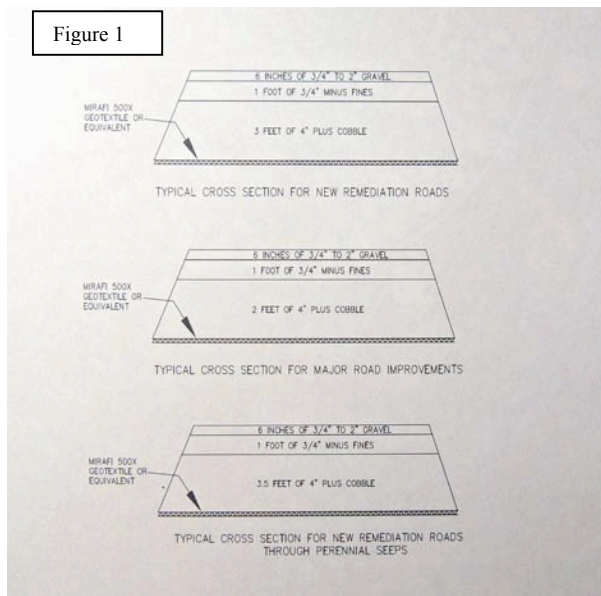 Figure 1
6 INCHES OF 3/4" TO 2" GRAVEL
1 FOOT OF 3/4" MINUS FINES
MIRAFI 500X
GEOTEXTILE OR
EQUIVALENT
3 FEET OF 4" PLUS COBBLE
TYPICAL CROSS SECTION FOR NEW REMEDIATION ROADS
6 INCHES OF 3/4" TO 2" GRAVEL
1 FOOT OF 3/4" MINUS FINES
MIRAFI 500X
GEOTEXTILE OR
EQUIVALENT
2 FEET OF 4" PLUS COBBLE
TYPICAL CROSS SECTION FOR MAJOR ROAD IMPROVEMENTS
6 INCHES OF 3/4" TO 2" GRAVEL
1 FOOT OF 3/4" MINUS FINES
MIRAFI 500X
GEOTEXTILE OR
EQUIVALENT
3.5 FEET OF 4" PLUS COBBLE
TYPICAL CROSS SECTION FOR NEW REMEDIATION ROADS
THROUGH PERENNIAL SEEPS